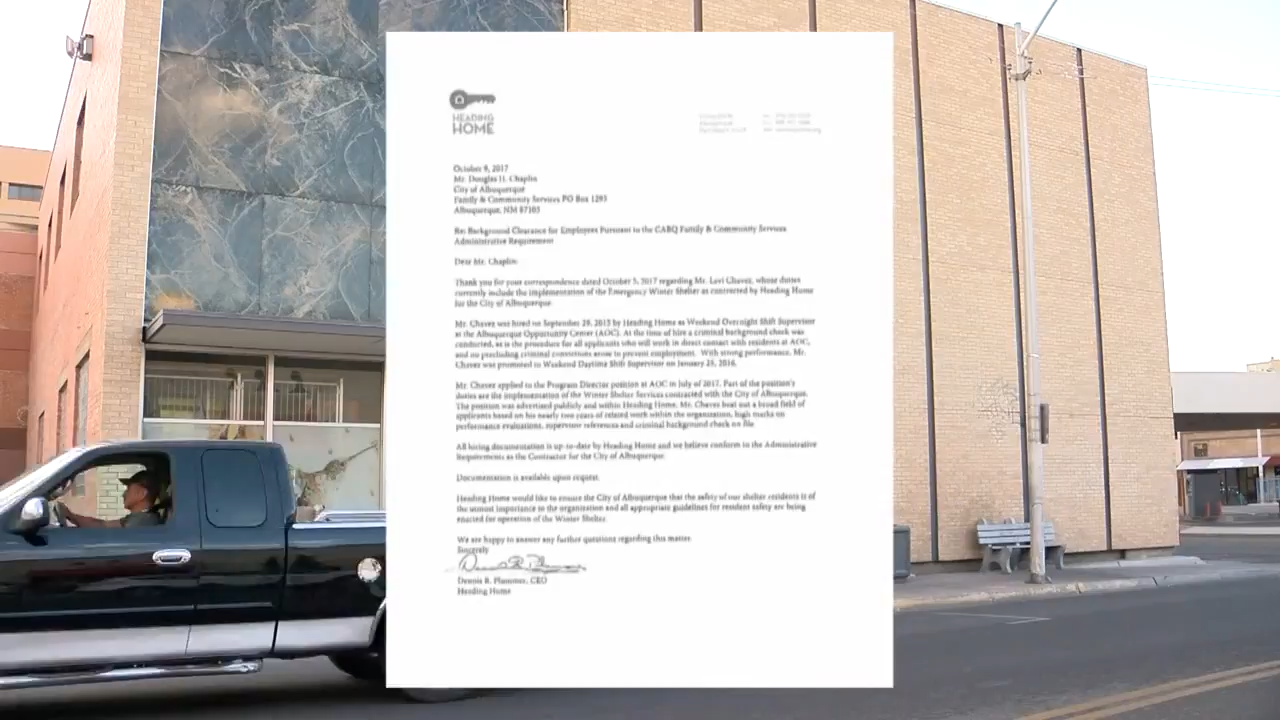 HEADING
HOME
October 9, 2017
Mr. Douglas H. Chaplin
City of Albuquerque
Family & Community Services PO Box 1293
Albuquerque, NM 87103
Re: Background Clearance for Employees Pursuant to the CABQ Family & Community Services
Administrative Requirement
Dear Mr. Chaplin:
Thank you for your correspondence dated October 5, 2017 regarding Mr. Levi Chavez, whose duties
currently include the implementation of the Emergency Winter Shelter as contracted by Heading Home
for the City of Albuquerque
Mr. Chavez was hired on September 29, 2015 by Heading Home as Weekend Overnight Shift Supervisor
at the Albuquerque Opportunity Center (AOC). At the time of hire a criminal background check was
conducted, as is the procedure for all applicants who will work in direct contact with residents at AOC,
and no precluding criminal convictions arose to prevent employment. With strong performance, Mr.
Chavez was promoted to Weekend Daytime Shift Supervisor on January 25, 2016.
Mr. Chavez applied to the Program Director position at AOC in July of 2017. Part of the position's
duties are the implementation of the Winter Shelter Services contracted with the City of Albuquerque.
The position was advertised publicly and within Heading Home. Mr. Chavez beat out a broad field of
applicants based on his nearly two years of related work within the organization, high marks on
performance evaluations, supervisor references and criminal background check on file
All hiring documentation is up-to-date by Heading Home and we believe conform to the Administrative
Requirements as the Contractor for the City of Albuquerque.
Documentation is available upon request.
Heading Home would like to ensure the City of Albuquerque that the safety of our shelter residents is of
the utmost importance to the organization and all appropriate guidelines for resident safety are being
enacted for operation of the Winter Shelter.
We are happy to answer any further questions regarding this matter.
Sincerely
Dennis R. Plummer, CEO
Heading Home